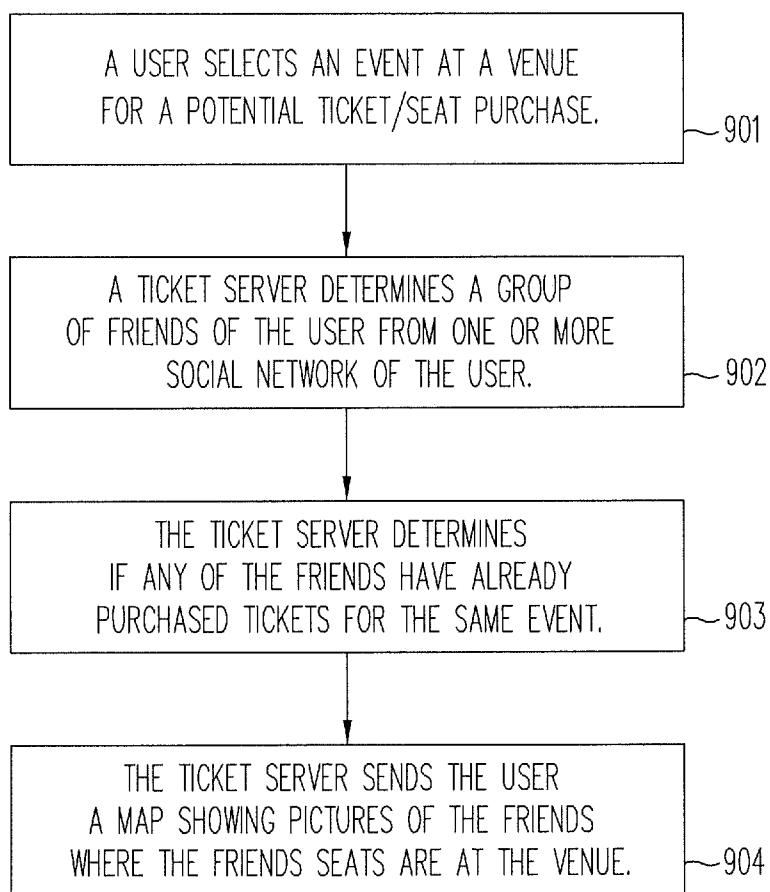 A USER SELECTS AN EVENT AT A VENUE
FOR A POTENTIAL TICKET/SEAT PURCHASE.
901
A TICKET SERVER DETERMINES A GROUP
OF FRIENDS OF THE USER FROM ONE OR MORE
SOCIAL NETWORK OF THE USER.
902
THE TICKET SERVER DETERMINES
IF ANY OF THE FRIENDS HAVE ALREADY
PURCHASED TICKETS FOR THE SAME EVENT.
903
THE TICKET SERVER SENDS THE USER
A MAP SHOWING PICTURES OF THE FRIENDS
WHERE THE FRIENDS SEATS ARE AT THE VENUE.
904